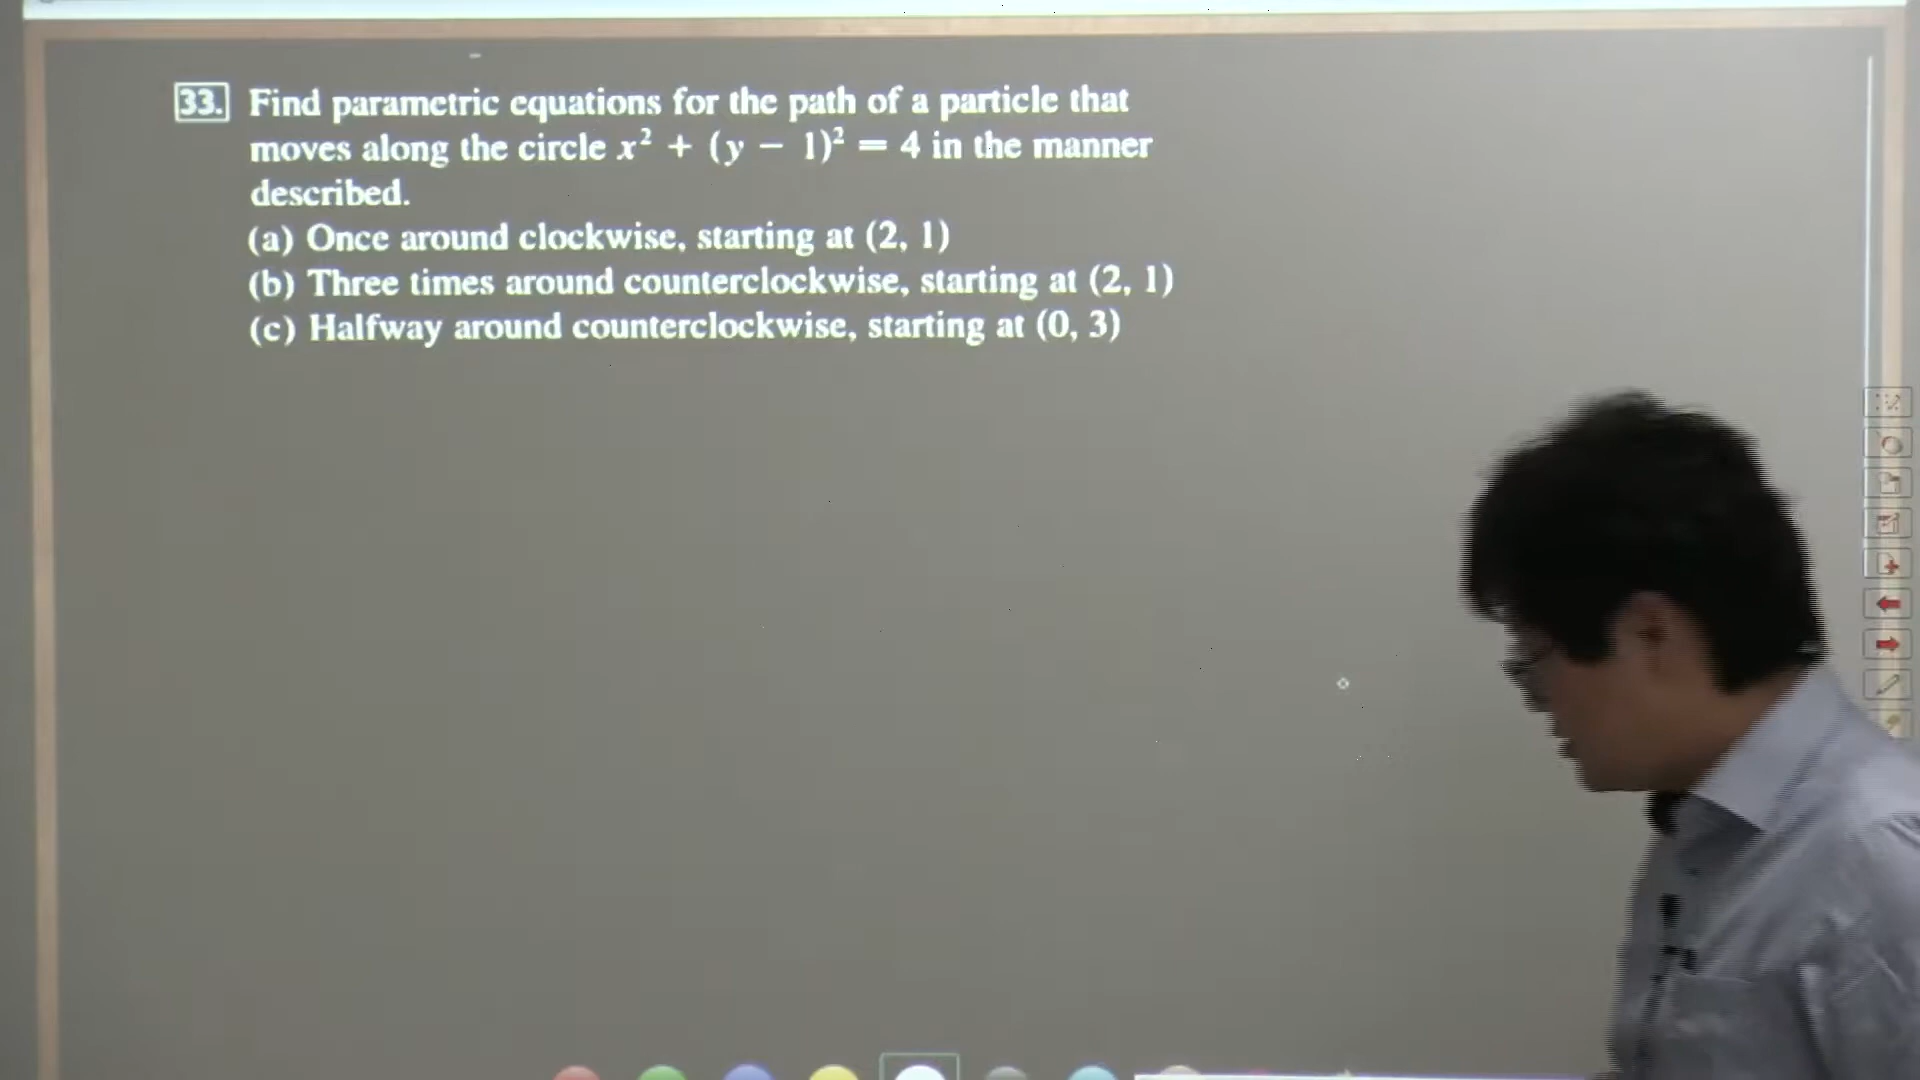 33. Find parametric equations for the path of a particle that
moves along the circle x² + (y − 1)² = 4 in the manner
described.
(a) Once around clockwise, starting at (2, 1)
(b) Three times around counterclockwise, starting at (2, 1)
(c) Halfway around counterclockwise, starting at (0, 3)